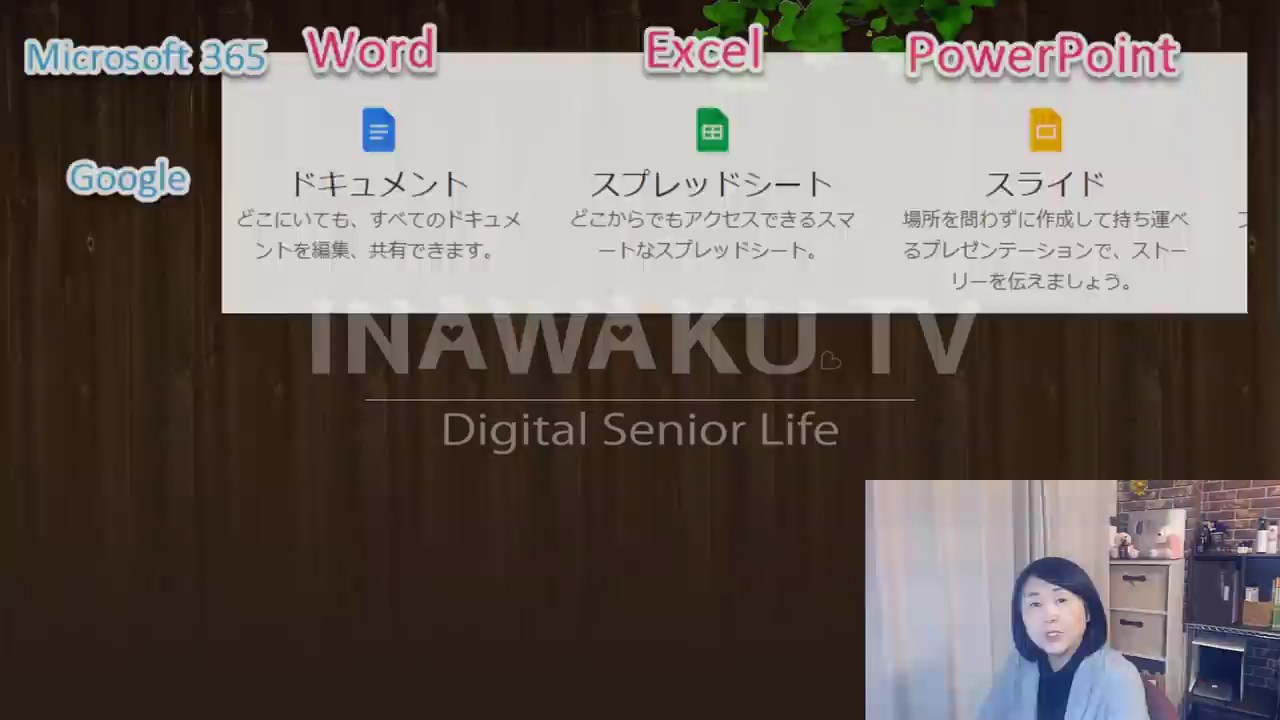 Microsoft 365
Word
Excel
PowerPoint
Google
ドキュメント
どこにいても、すべてのドキュメ
ントを編集、共有できます。
スプレッドシート
どこからでもアクセスできるスマ
ートなスプレッドシート。
スライド
場所を問わずに作成して持ち運べ
るプレゼンテーションで、ストー
リーを伝えましょう。
INAWAKU TV
Digital Senior Life